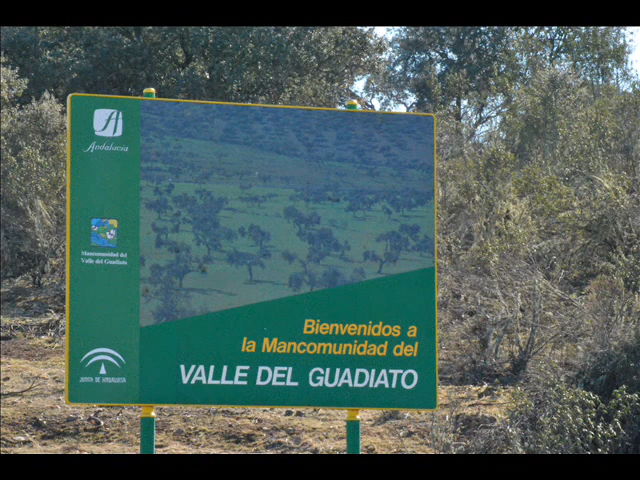 Andalucía
Mancomunidad del
Valle del Guadiato
JUNTA DE ANDALUCIA
Bienvenidos a
la Mancomunidad del
VALLE DEL GUADIATO